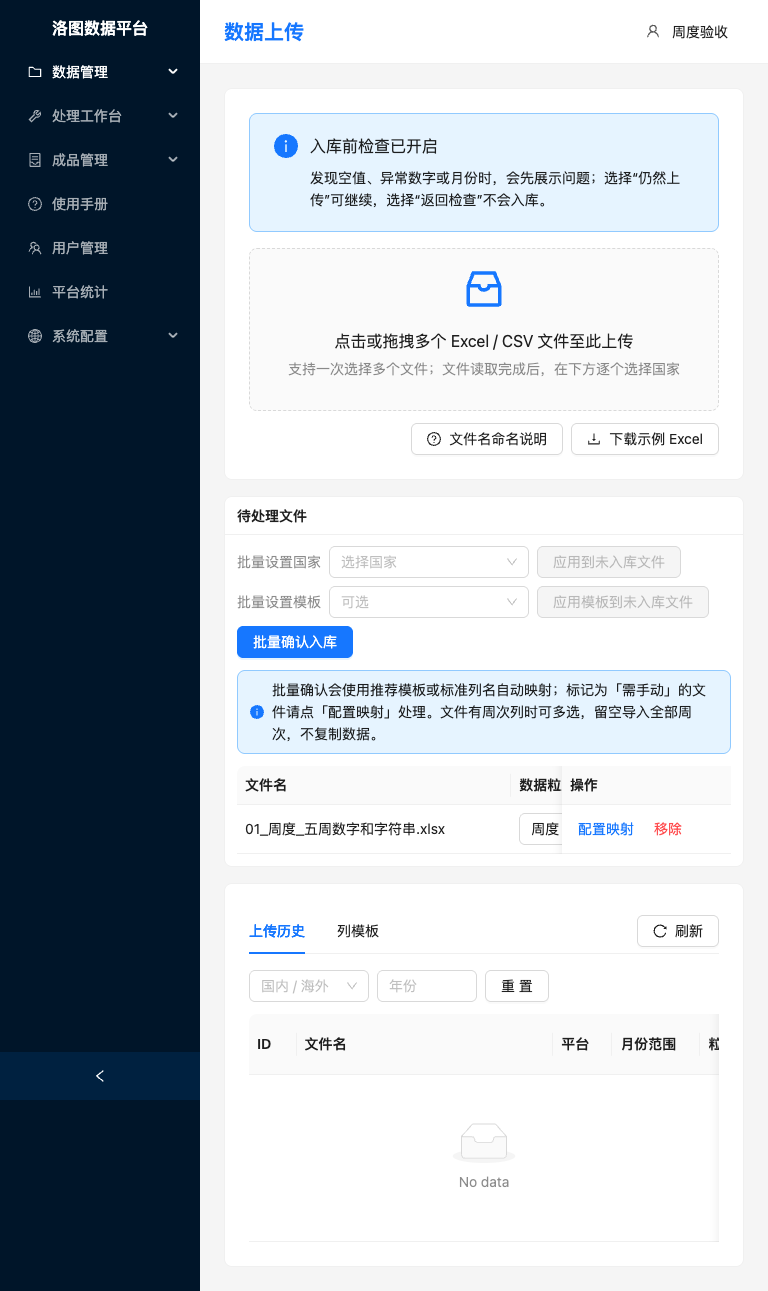 洛图数据平台
数据管理
处理工作台
成品管理
使用手册
用户管理
平台统计
系统配置
数据上传
周度验收
入库前检查已开启
发现空值、异常数字或月份时，会先展示问题；选择“仍然上
传”可继续，选择“返回检查”不会入库。
点击或拖拽多个 Excel / CSV 文件至此上传
支持一次选择多个文件；文件读取完成后，在下方逐个选择国家
文件名命名说明
下载示例 Excel
待处理文件
批量设置国家 选择国家 应用到未入库文件
批量设置模板 可选 应用模板到未入库文件
批量确认入库
批量确认会使用推荐模板或标准列名自动映射；标记为「需手动」的文
件请点「配置映射」处理。文件有周次列时可多选，留空导入全部周
次，不复制数据。
文件名 数据粒 操作
01_周度_五周数字和字符串.xlsx 周度 配置映射 移除
上传历史 列模板 刷新
国内 / 海外 年份 重 置
ID 文件名 平台 月份范围 粒
No data